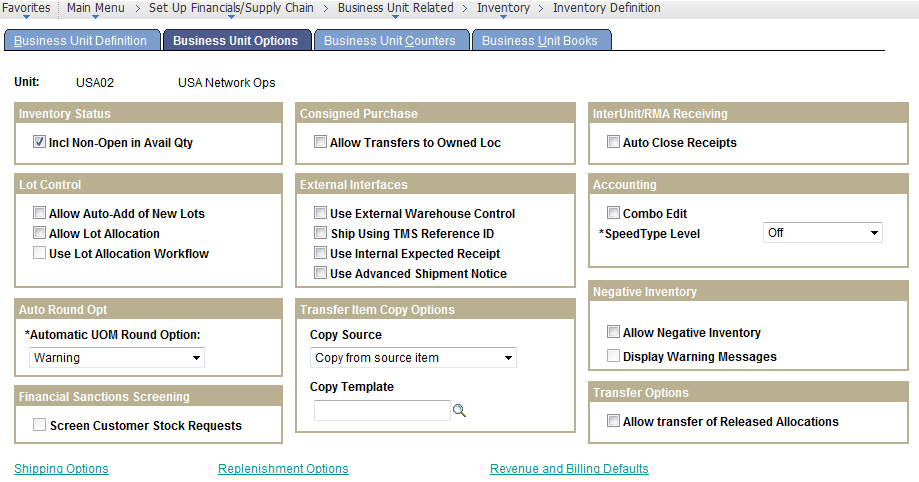 Favorites Main Menu > Set Up Financials/Supply Chain > Business Unit Related > Inventory > Inventory Definition
Business Unit Definition Business Unit Options Business Unit Counters Business Unit Books
Unit: USA02 USA Network Ops
Inventory Status
Incl Non-Open in Avail Qty
Consigned Purchase
Allow Transfers to Owned Loc
InterUnit/RMA Receiving
Auto Close Receipts
Lot Control
Allow Auto-Add of New Lots
Allow Lot Allocation
Use Lot Allocation Workflow
External Interfaces
Use External Warehouse Control
Ship Using TMS Reference ID
Use Internal Expected Receipt
Use Advanced Shipment Notice
Accounting
Combo Edit
*SpeedType Level Off
Auto Round Opt
*Automatic UOM Round Option:
Warning
Transfer Item Copy Options
Copy Source
Copy from source item
Copy Template
Negative Inventory
Allow Negative Inventory
Display Warning Messages
Financial Sanctions Screening
Screen Customer Stock Requests
Transfer Options
Allow transfer of Released Allocations
Shipping Options Replenishment Options Revenue and Billing Defaults